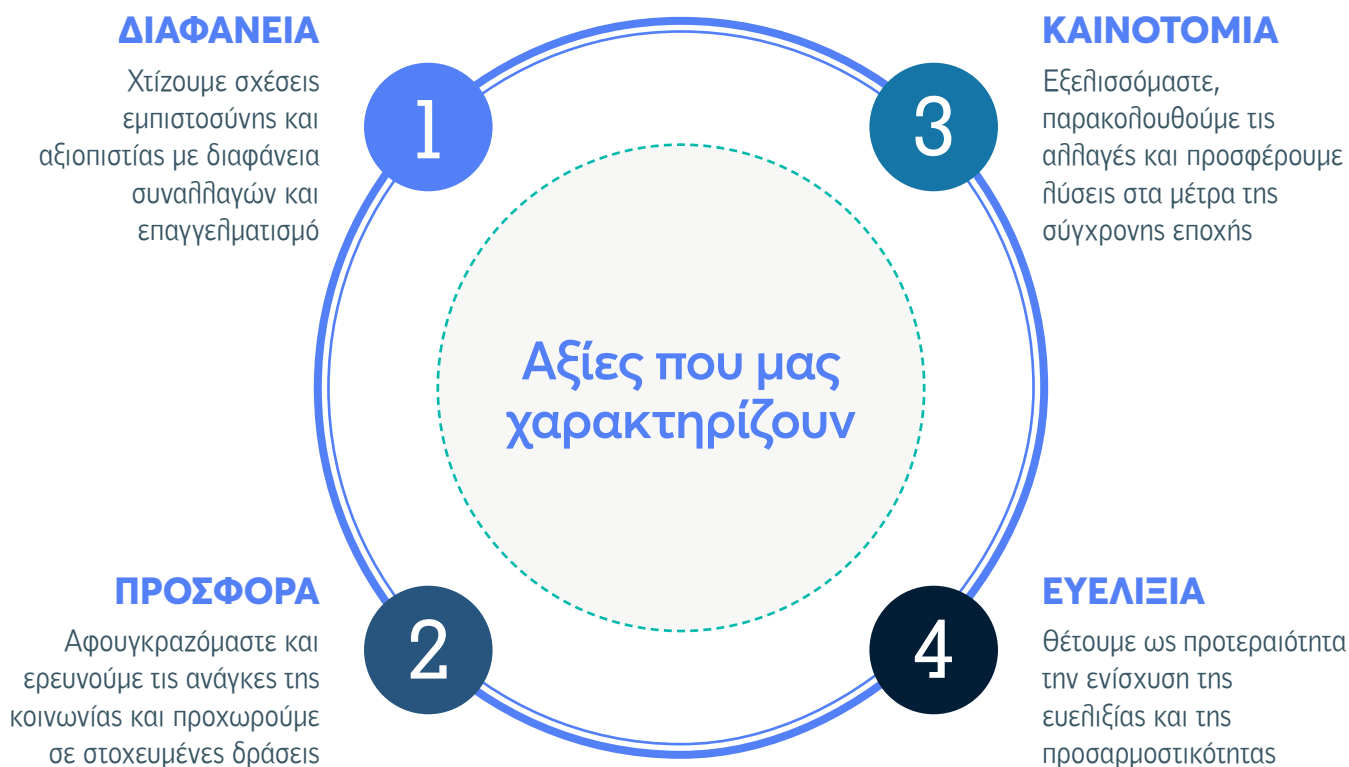 ΔΙΑΦΑΝΕΙΑ
Χτίζουμε σχέσεις
εμπιστοσύνης και
αξιοπιστίας με διαφάνεια
συναλλαγών και
επαγγελματισμό
1
ΠΡΟΣΦΟΡΑ
Αφουγκραζόμαστε και
ερευνούμε τις ανάγκες της
κοινωνίας και προχωρούμε
σε στοχευμένες δράσεις
2
Αξίες που μας
χαρακτηρίζουν
3
ΚΑΙΝΟΤΟΜΙΑ
Εξελισσόμαστε,
παρακολουθούμε τις
αλλαγές και προσφέρουμε
λύσεις στα μέτρα της
σύγχρονης εποχής
4
ΕΥΕΛΙΞΙΑ
Θέτουμε ως προτεραιότητα
την ενίσχυση της
ευελιξίας και της
προσαρμοστικότητας